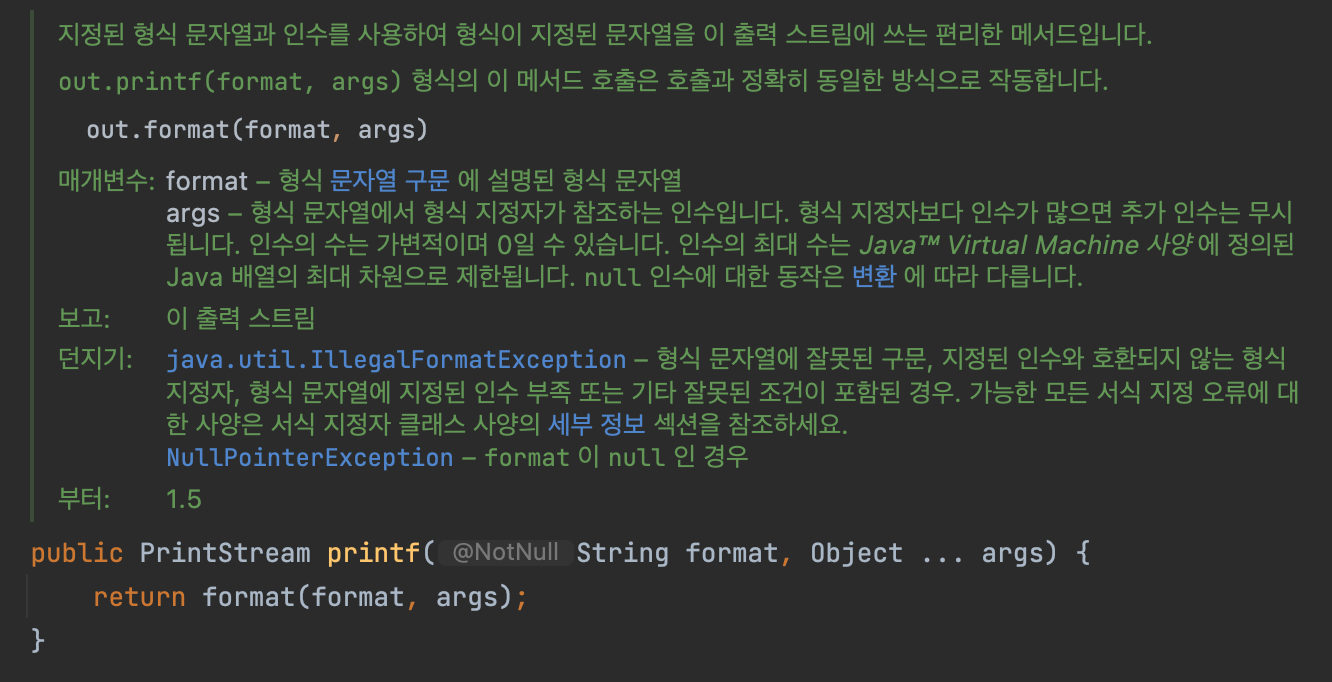 지정된 형식 문자열과 인수를 사용하여 형식이 지정된 문자열을 이 출력 스트림에 쓰는 편리한 메서드입니다.
out.printf(format, args) 형식의 이 메서드 호출은 호출과 정확히 동일한 방식으로 작동합니다.
out.format(format, args)
매개변수: format – 형식 문자열 구문 에 설명된 형식 문자열
args – 형식 문자열에서 형식 지정자가 참조하는 인수입니다. 형식 지정자보다 인수가 많으면 추가 인수는 무시
됩니다. 인수의 수는 가변적이며 0일 수 있습니다. 인수의 최대 수는 Java™ Virtual Machine 사양 에 정의된
Java 배열의 최대 차원으로 제한됩니다. null 인수에 대한 동작은 변환 에 따라 다릅니다.
보고: 이 출력 스트림
던지기: java.util.IllegalFormatException – 형식 문자열에 잘못된 구문, 지정된 인수와 호환되지 않는 형식
지정자, 형식 문자열에 지정된 인수 부족 또는 기타 잘못된 조건이 포함된 경우. 가능한 모든 서식 지정 오류에 대
한 사양은 서식 지정자 클래스 사양의 세부 정보 섹션을 참조하세요.
NullPointerException – format 이 null 인 경우
부터: 1.5
public PrintStream printf( @NotNull String format, Object ... args) {
return format(format, args);
}